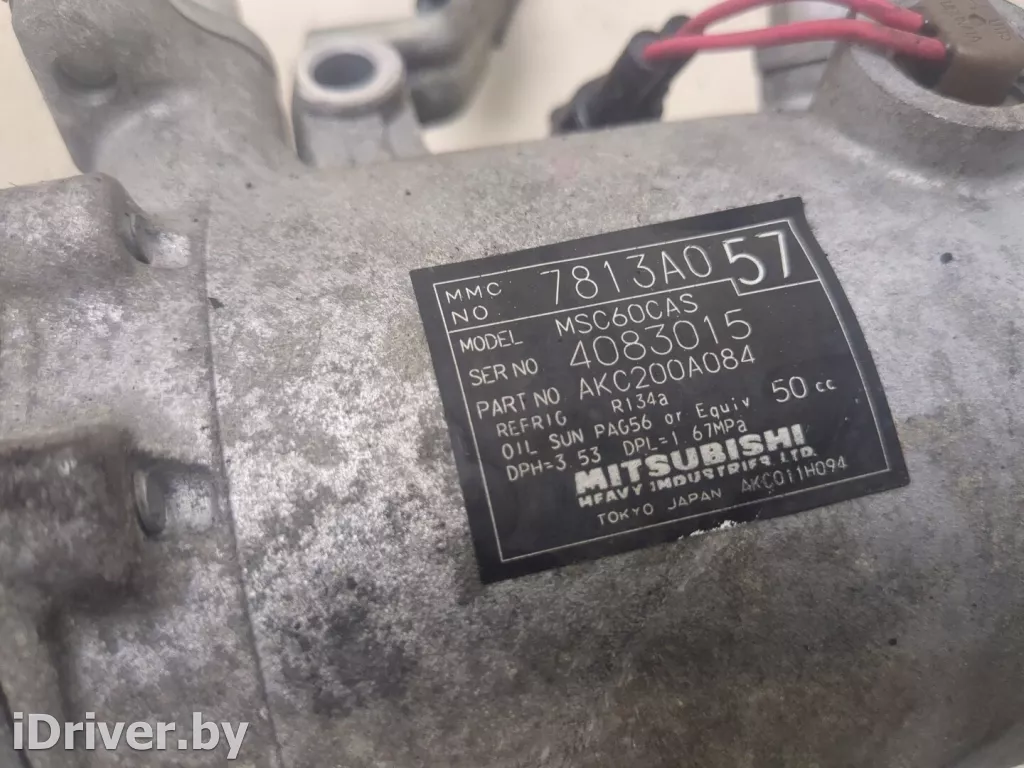 MMC NO 7813A057
MODEL MSC60CAS
SER NO 4083015
PART NO AKC200A084
REFRIG R134a
OIL SUN PAG56 or Equiv 50 cc
DPH=3.53 DPL=1.67MPa
MITSUBISHI
HEAVY INDUSTRIES, LTD.
TOKYO JAPAN AKC011H094
iDriver.by